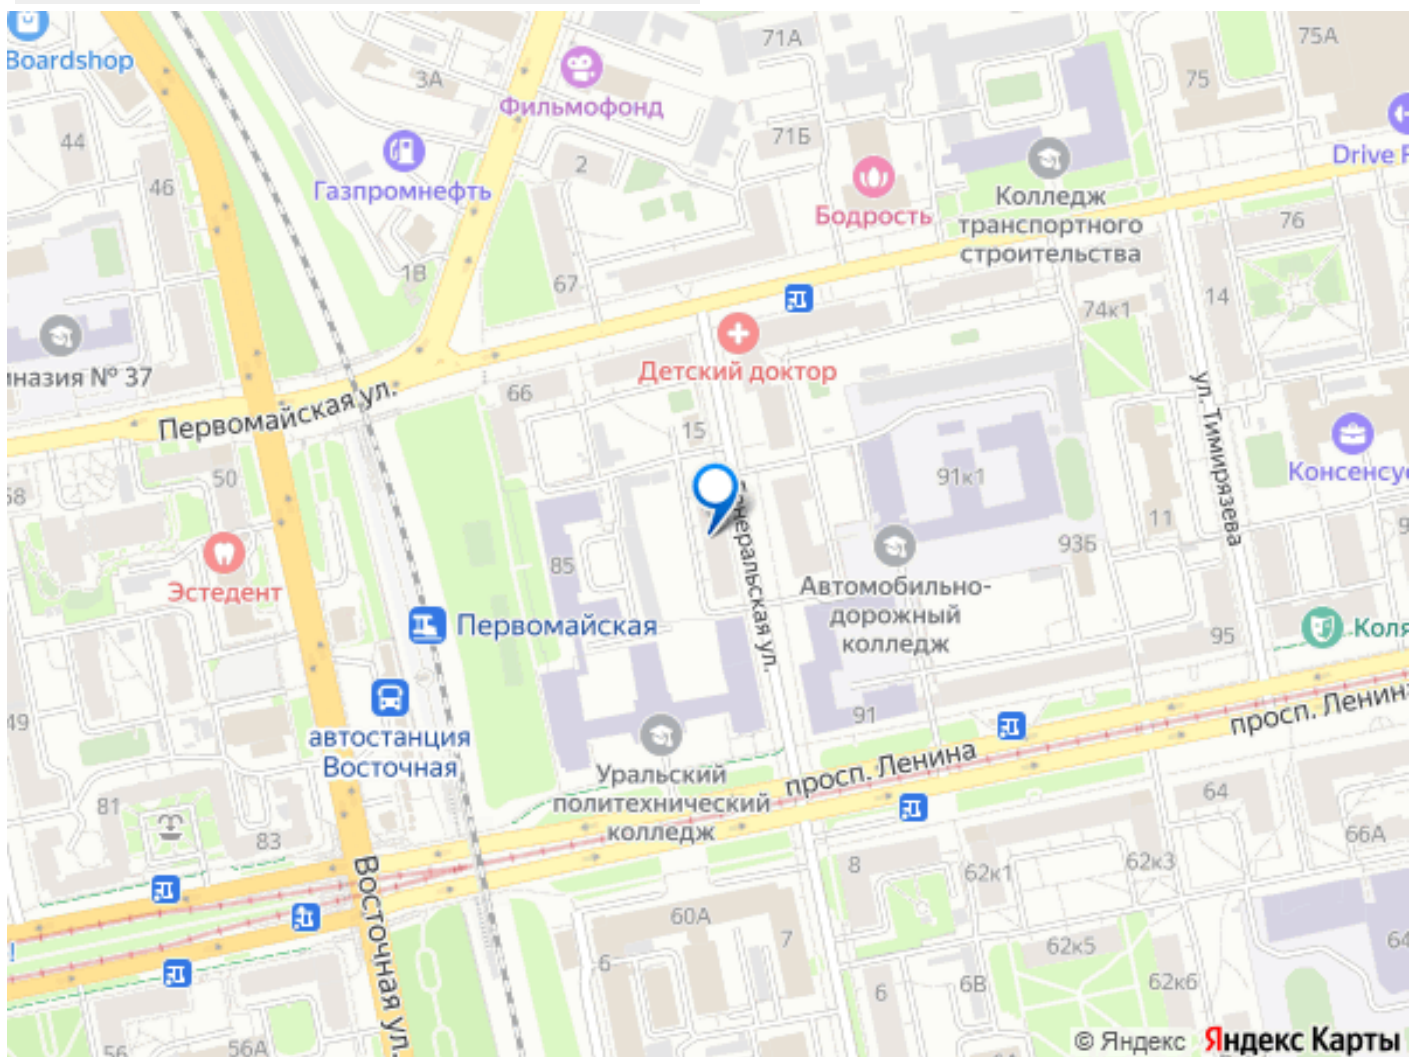 Boardshop
44
46
3А
Фильмофонд
71А
75А
75
71Б
2
Газпромнефть
Бодрость
Колледж
транспортного
строительства
Drive F
76
1В
67
14
74к1
назия № 37
Детский доктор
66
Первомайская ул.
15
ул. Тимирязева
Консенсус
50
58
91к1
11
93Б
Эстедент
85
Генеральская ул.
Автомобильно-
дорожный
колледж
Первомайская
95
Коля
49
91
автостанция
Восточная
просп. Ленина
просп. Ленина
Уральский
политехнический
колледж
81
83
64
66А
8
62к1
62к3
Восточная ул.
60А
7
62к5
64
6
6
6В
62к6
56
56А
© Яндекс Яндекс Карты